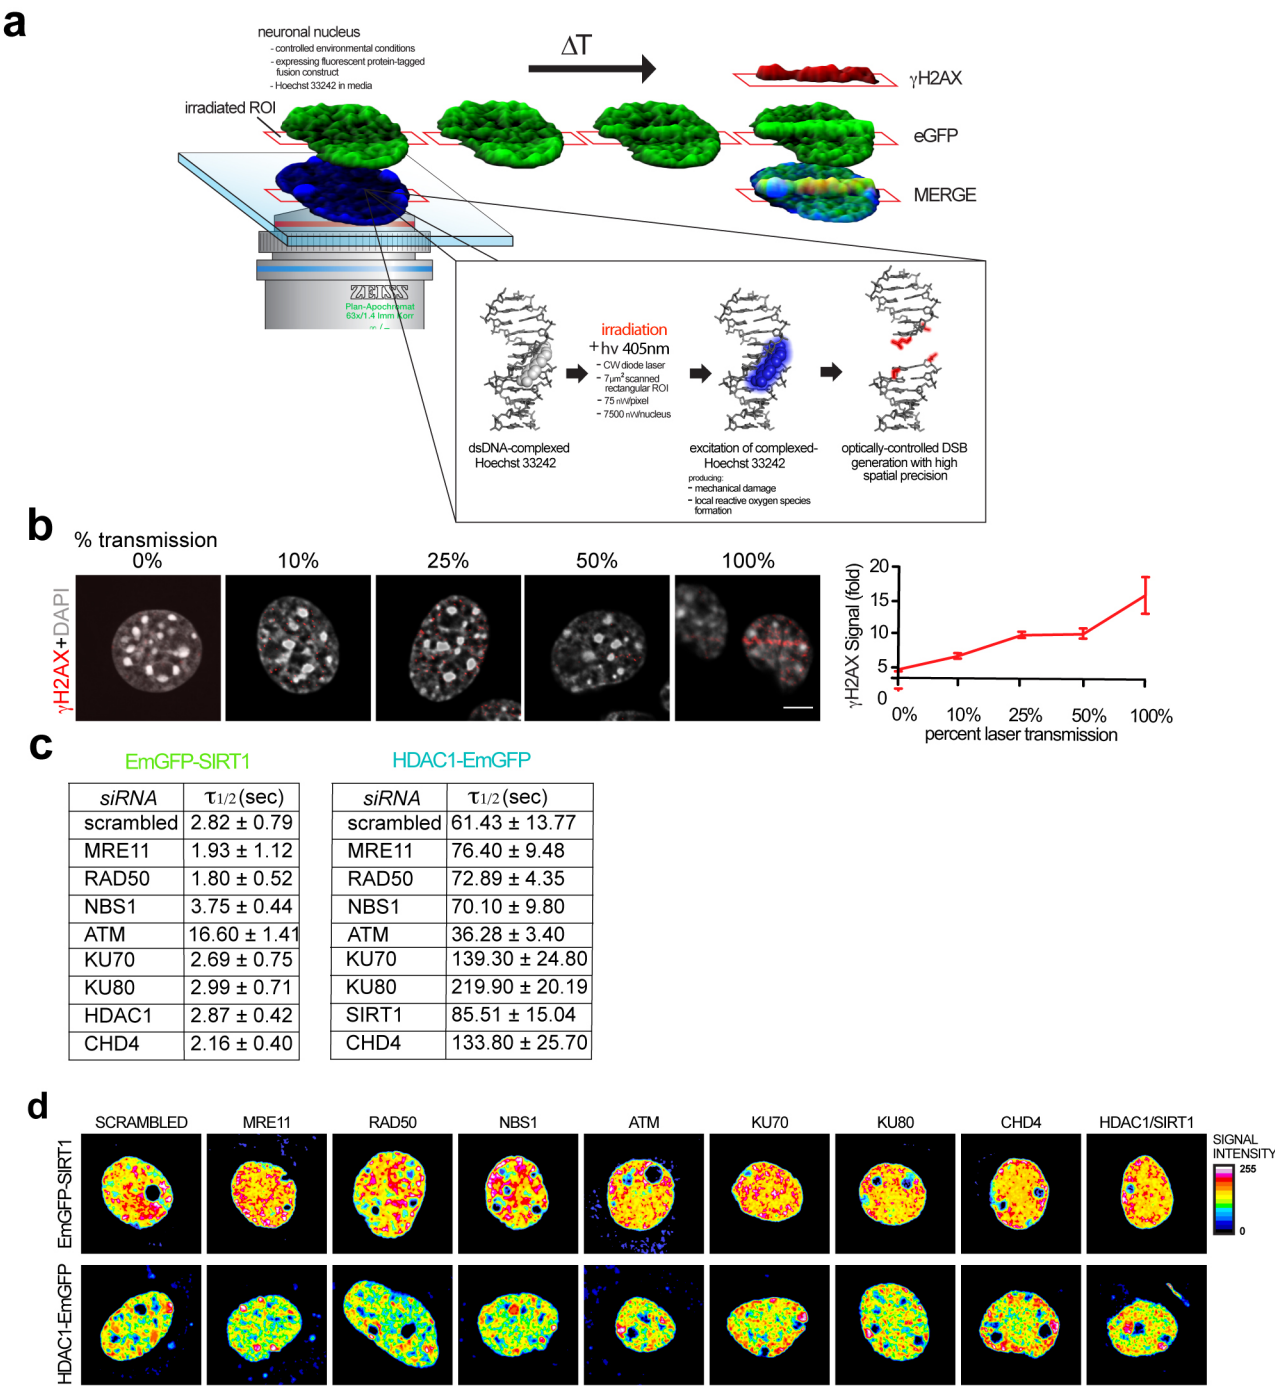 a
neuronal nucleus
- controlled environmental conditions
- expressing fluorescent protein-tagged
fusion construct
- Hoechst 33242 in media
ΔT
γH2AX
irradiated ROI
eGFP
MERGE
ZEISS
Plan-Apochromat
63x/1.4 Imm Korr
∞ / –
irradiation
+hν 405nm
- CW diode laser
- 7μm² scanned
rectangular ROI
- 75 nW/pixel
- 7500 nW/nucleus
dsDNA-complexed
Hoechst 33242
excitation of complexed-
Hoechst 33242
producing:
- mechanical damage
- local reactive oxygen species
formation
optically-controlled DSB
generation with high
spatial precision
b
% transmission
0% 10% 25% 50% 100%
γH2AX+DAPI
γH2AX Signal (fold)
20
15
10
5
0
0% 10% 25% 50% 100%
percent laser transmission
c
EmGFP-SIRT1
siRNA τ1/2 (sec)
scrambled 2.82 ± 0.79
MRE11 1.93 ± 1.12
RAD50 1.80 ± 0.52
NBS1 3.75 ± 0.44
ATM 16.60 ± 1.41
KU70 2.69 ± 0.75
KU80 2.99 ± 0.71
HDAC1 2.87 ± 0.42
CHD4 2.16 ± 0.40
HDAC1-EmGFP
siRNA τ1/2 (sec)
scrambled 61.43 ± 13.77
MRE11 76.40 ± 9.48
RAD50 72.89 ± 4.35
NBS1 70.10 ± 9.80
ATM 36.28 ± 3.40
KU70 139.30 ± 24.80
KU80 219.90 ± 20.19
SIRT1 85.51 ± 15.04
CHD4 133.80 ± 25.70
d
SCRAMBLED MRE11 RAD50 NBS1 ATM KU70 KU80 CHD4 HDAC1/SIRT1
EmGFP-SIRT1
HDAC1-EmGFP
SIGNAL
INTENSITY
255
0